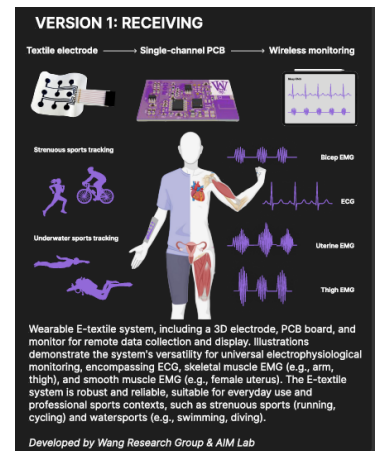 VERSION 1: RECEIVING
Textile electrode
Single-channel PCB
Wireless monitoring
W
Bicep EMG
Strenuous sports tracking
Bicep EMG
ECG
Underwater sports tracking
Uterine EMG
Thigh EMG
Wearable E-textile system, including a 3D electrode, PCB board, and
monitor for remote data collection and display. Illustrations
demonstrate the system's versatility for universal electrophysiological
monitoring, encompassing ECG, skeletal muscle EMG (e.g., arm,
thigh), and smooth muscle EMG (e.g., female uterus). The E-textile
system is robust and reliable, suitable for everyday use and
professional sports contexts, such as strenuous sports (running,
cycling) and watersports (e.g., swimming, diving).
Developed by Wang Research Group & AIM Lab